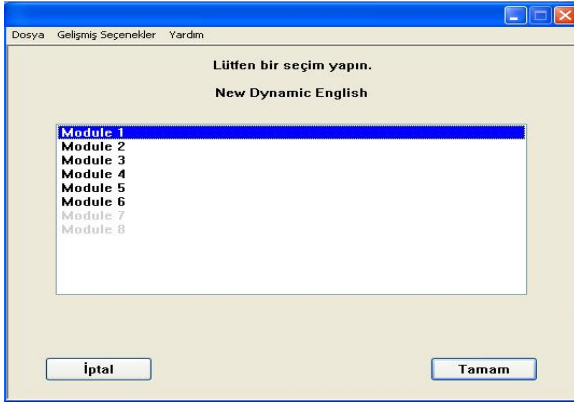 Dosya Gelişmiş Seçenekler Yardım
Lütfen bir seçim yapın.
New Dynamic English
Module 1
Module 2
Module 3
Module 4
Module 5
Module 6
Module 7
Module 8
İptal Tamam